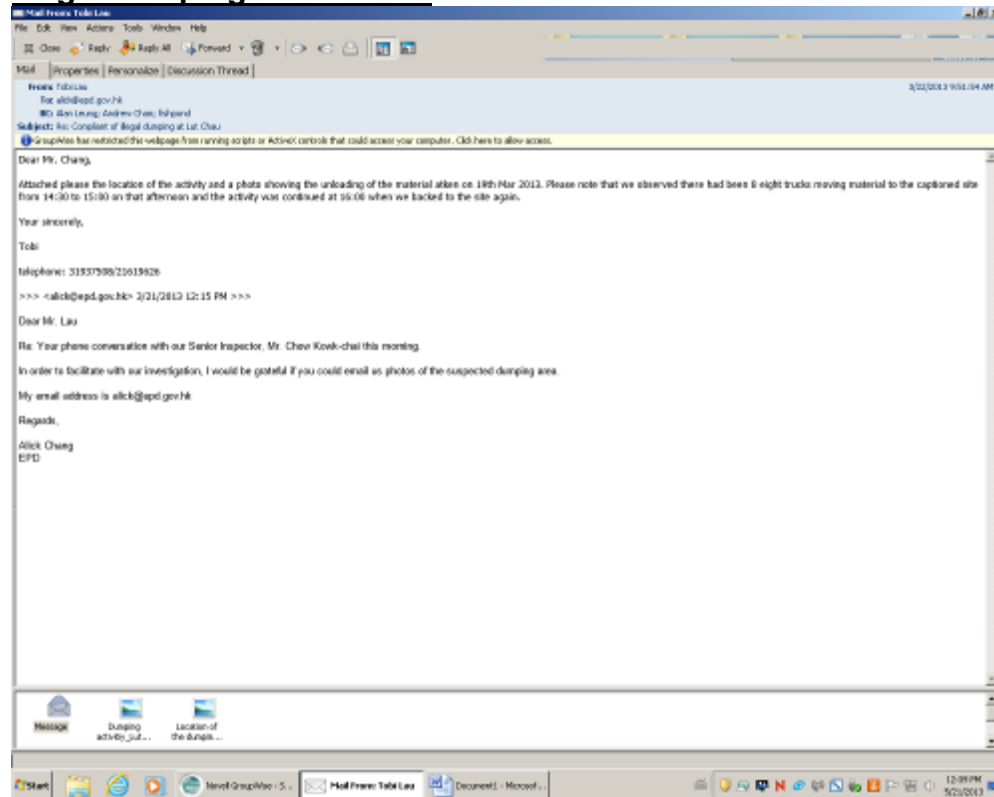 Mail From: Tobi Lau
File Edit View Actions Tools Window Help
Close Reply Reply All Forward
Mail Properties Personalize Discussion Thread
From: Tobi Lau
3/22/2013 9:51:54 AM
To: alick@epd.gov.hk
BC: Alan Leung; Andrew Chan; fishpond
Subject: Re: Complient of illegal dumping at Lut Chau
GroupWise has restricted this webpage from running scripts or ActiveX controls that could access your computer. Click here to allow access.
Dear Mr. Chang,
Attached please the location of the activity and a photo showing the unloading of the material atken on 19th Mar 2013. Please note that we observed there had been 8 eight trucks moving material to the captioned site
from 14:30 to 15:00 on that afternoon and the activity was continued at 16:00 when we backed to the site again.
Your sincerely,
Tobi
telephone: 31937508/21619626
>>> <alick@epd.gov.hk> 3/21/2013 12:15 PM >>>
Dear Mr. Lau
Re: Your phone conversation with our Senior Inspector, Mr. Chow Kowk-chai this morning.
In order to facilitate with our investigation, I would be grateful if you could email us photos of the suspected dumping area.
My email address is alick@epd.gov.hk
Regards,
Alick Chang
EPD
Message
Dumping activity_Lut...
Location of the dumpin...
Start
Novell GroupWise - S...
Mail From: Tobi Lau
Document1 - Microsof...
12:09 PM
5/21/2013